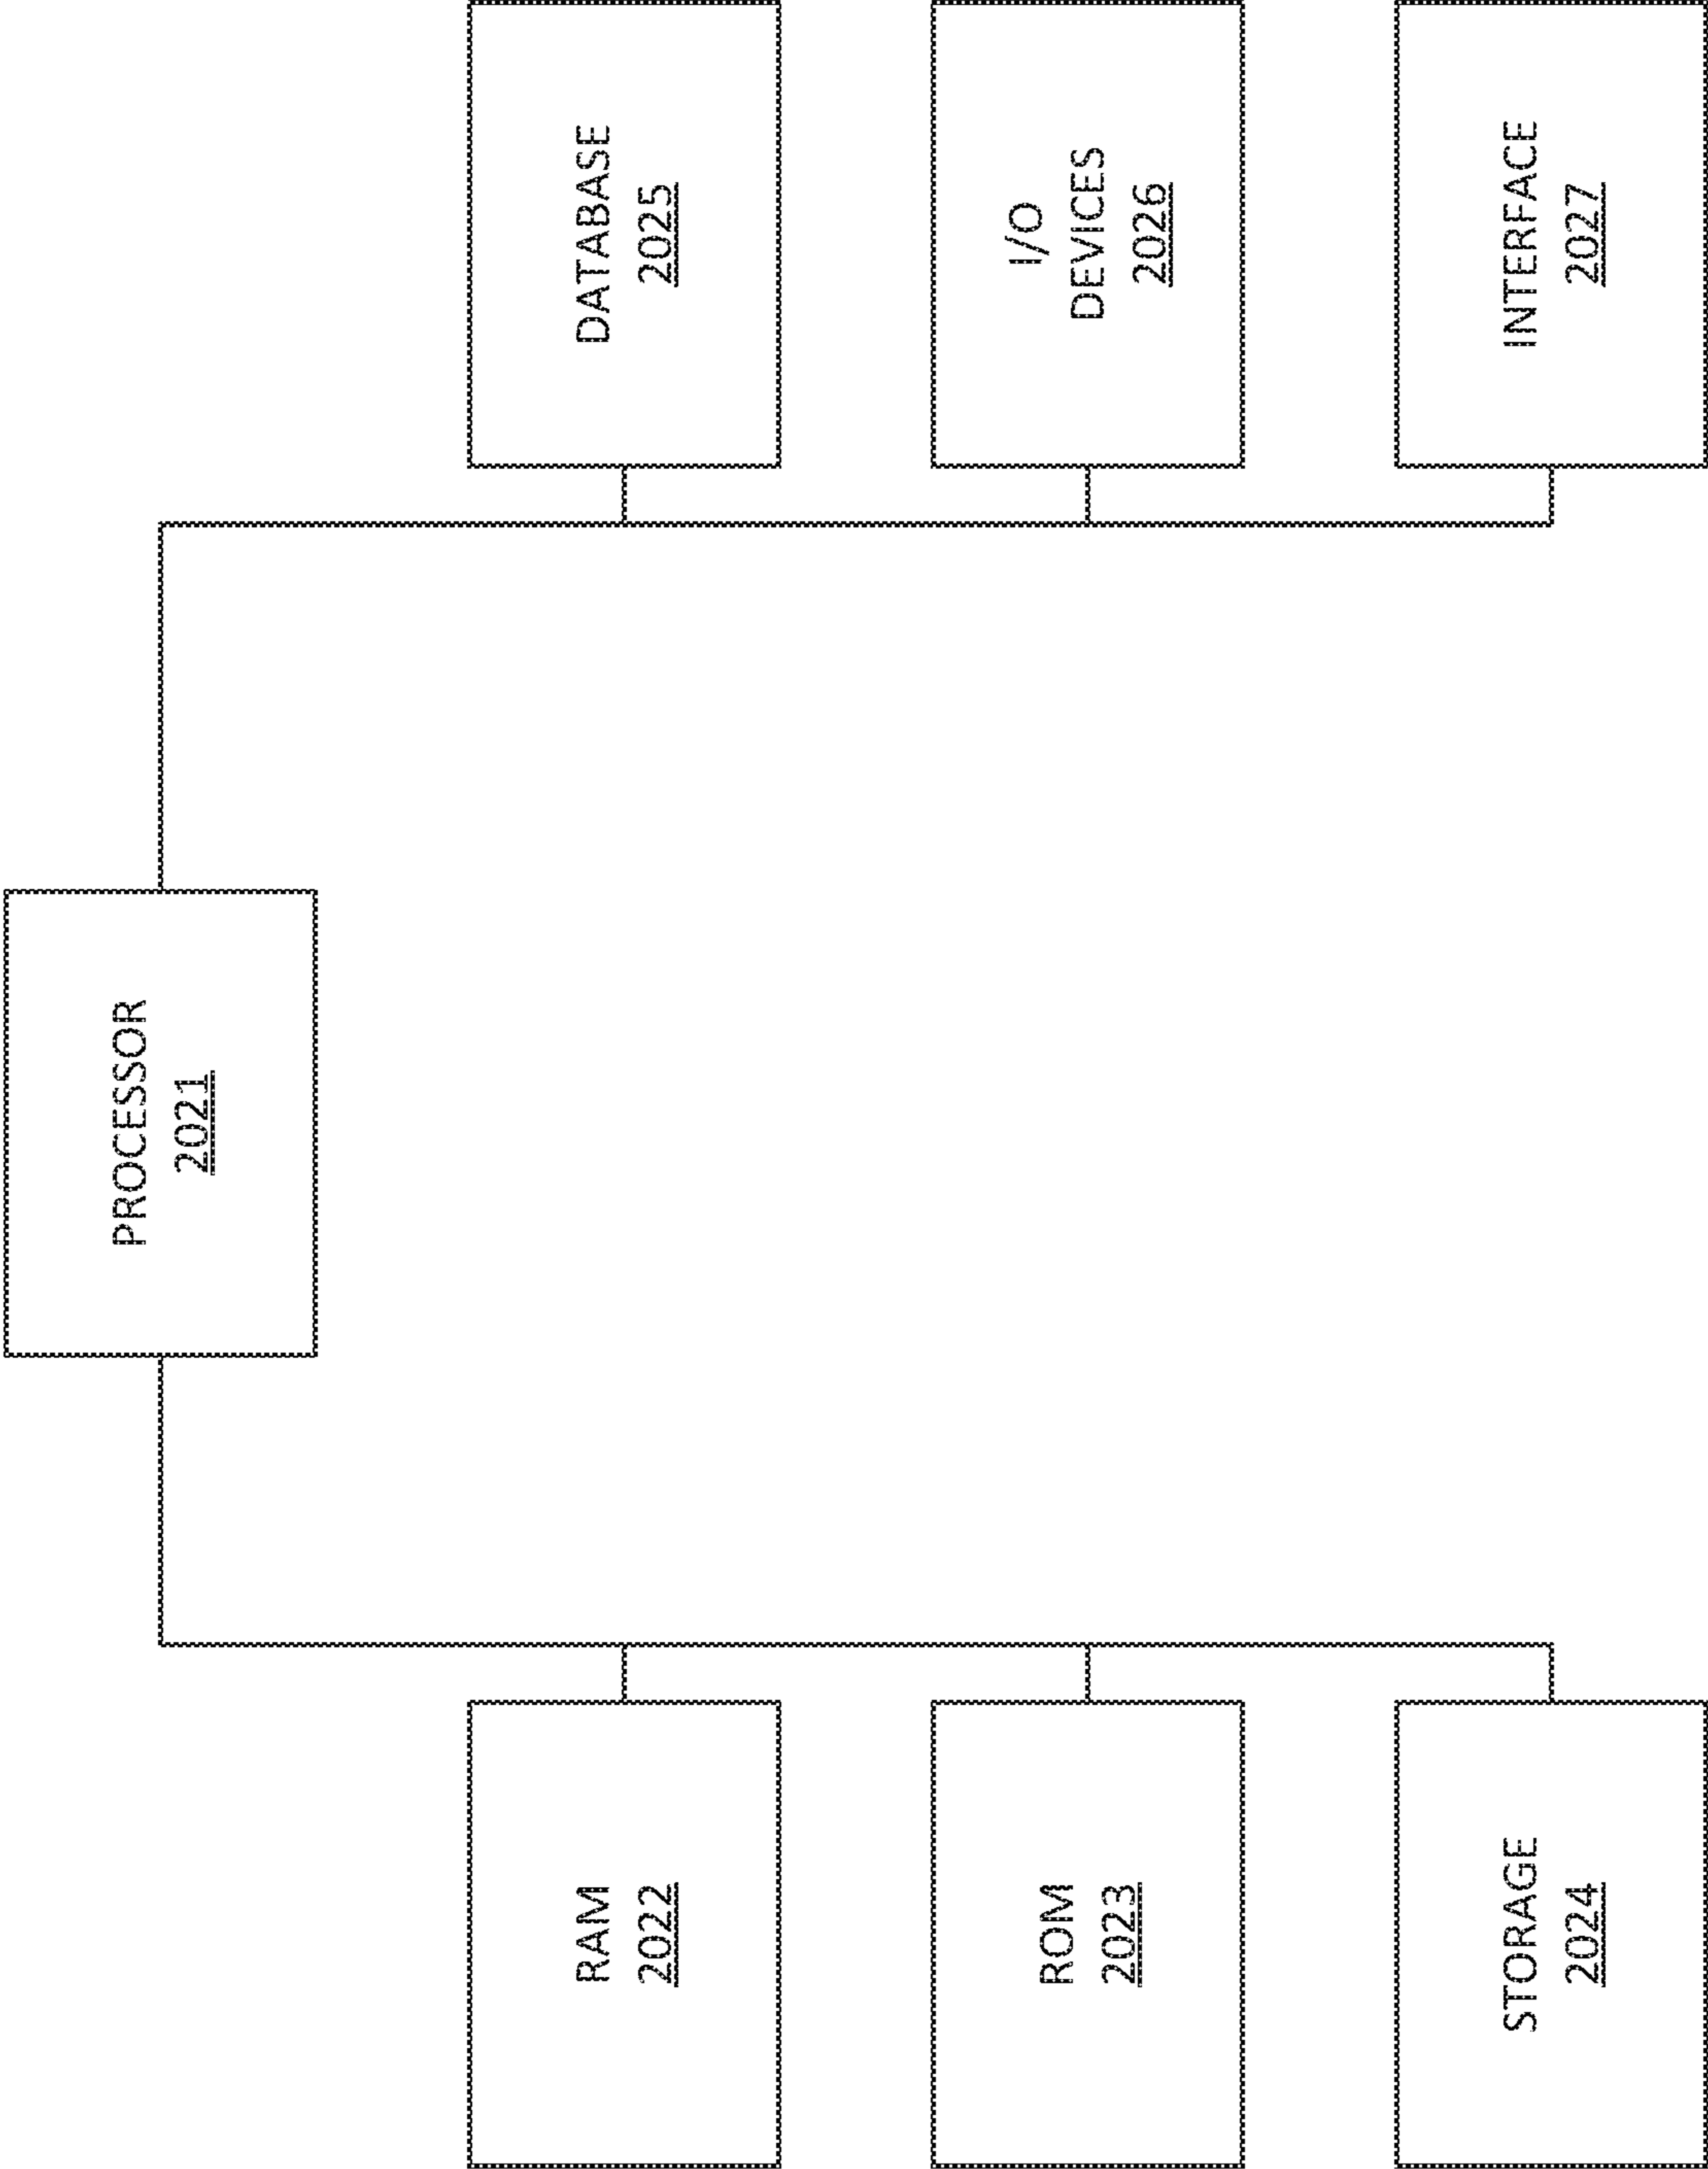 PROCESSOR
2021
RAM
2022
DATABASE
2025
ROM
2023
I/O
DEVICES
2026
STORAGE
2024
INTERFACE
2027